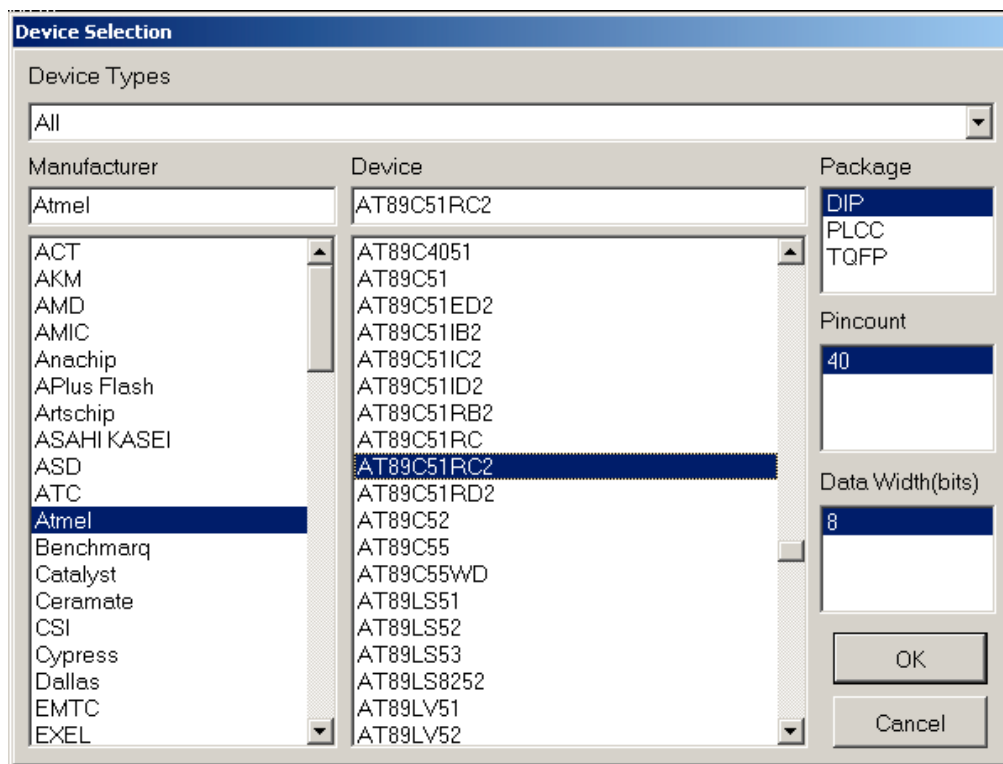 Device Selection
Device Types
All
Manufacturer
Atmel
ACT
AKM
AMD
AMIC
Anachip
APlus Flash
Artschip
ASAHI KASEI
ASD
ATC
Atmel
Benchmarq
Catalyst
Ceramate
CSI
Cypress
Dallas
EMTC
EXEL
Device
AT89C51RC2
AT89C4051
AT89C51
AT89C51ED2
AT89C51IB2
AT89C51IC2
AT89C51ID2
AT89C51RB2
AT89C51RC
AT89C51RC2
AT89C51RD2
AT89C52
AT89C55
AT89C55WD
AT89LS51
AT89LS52
AT89LS53
AT89LS8252
AT89LV51
AT89LV52
Package
DIP
PLCC
TQFP
Pincount
40
Data Width(bits)
8
OK
Cancel